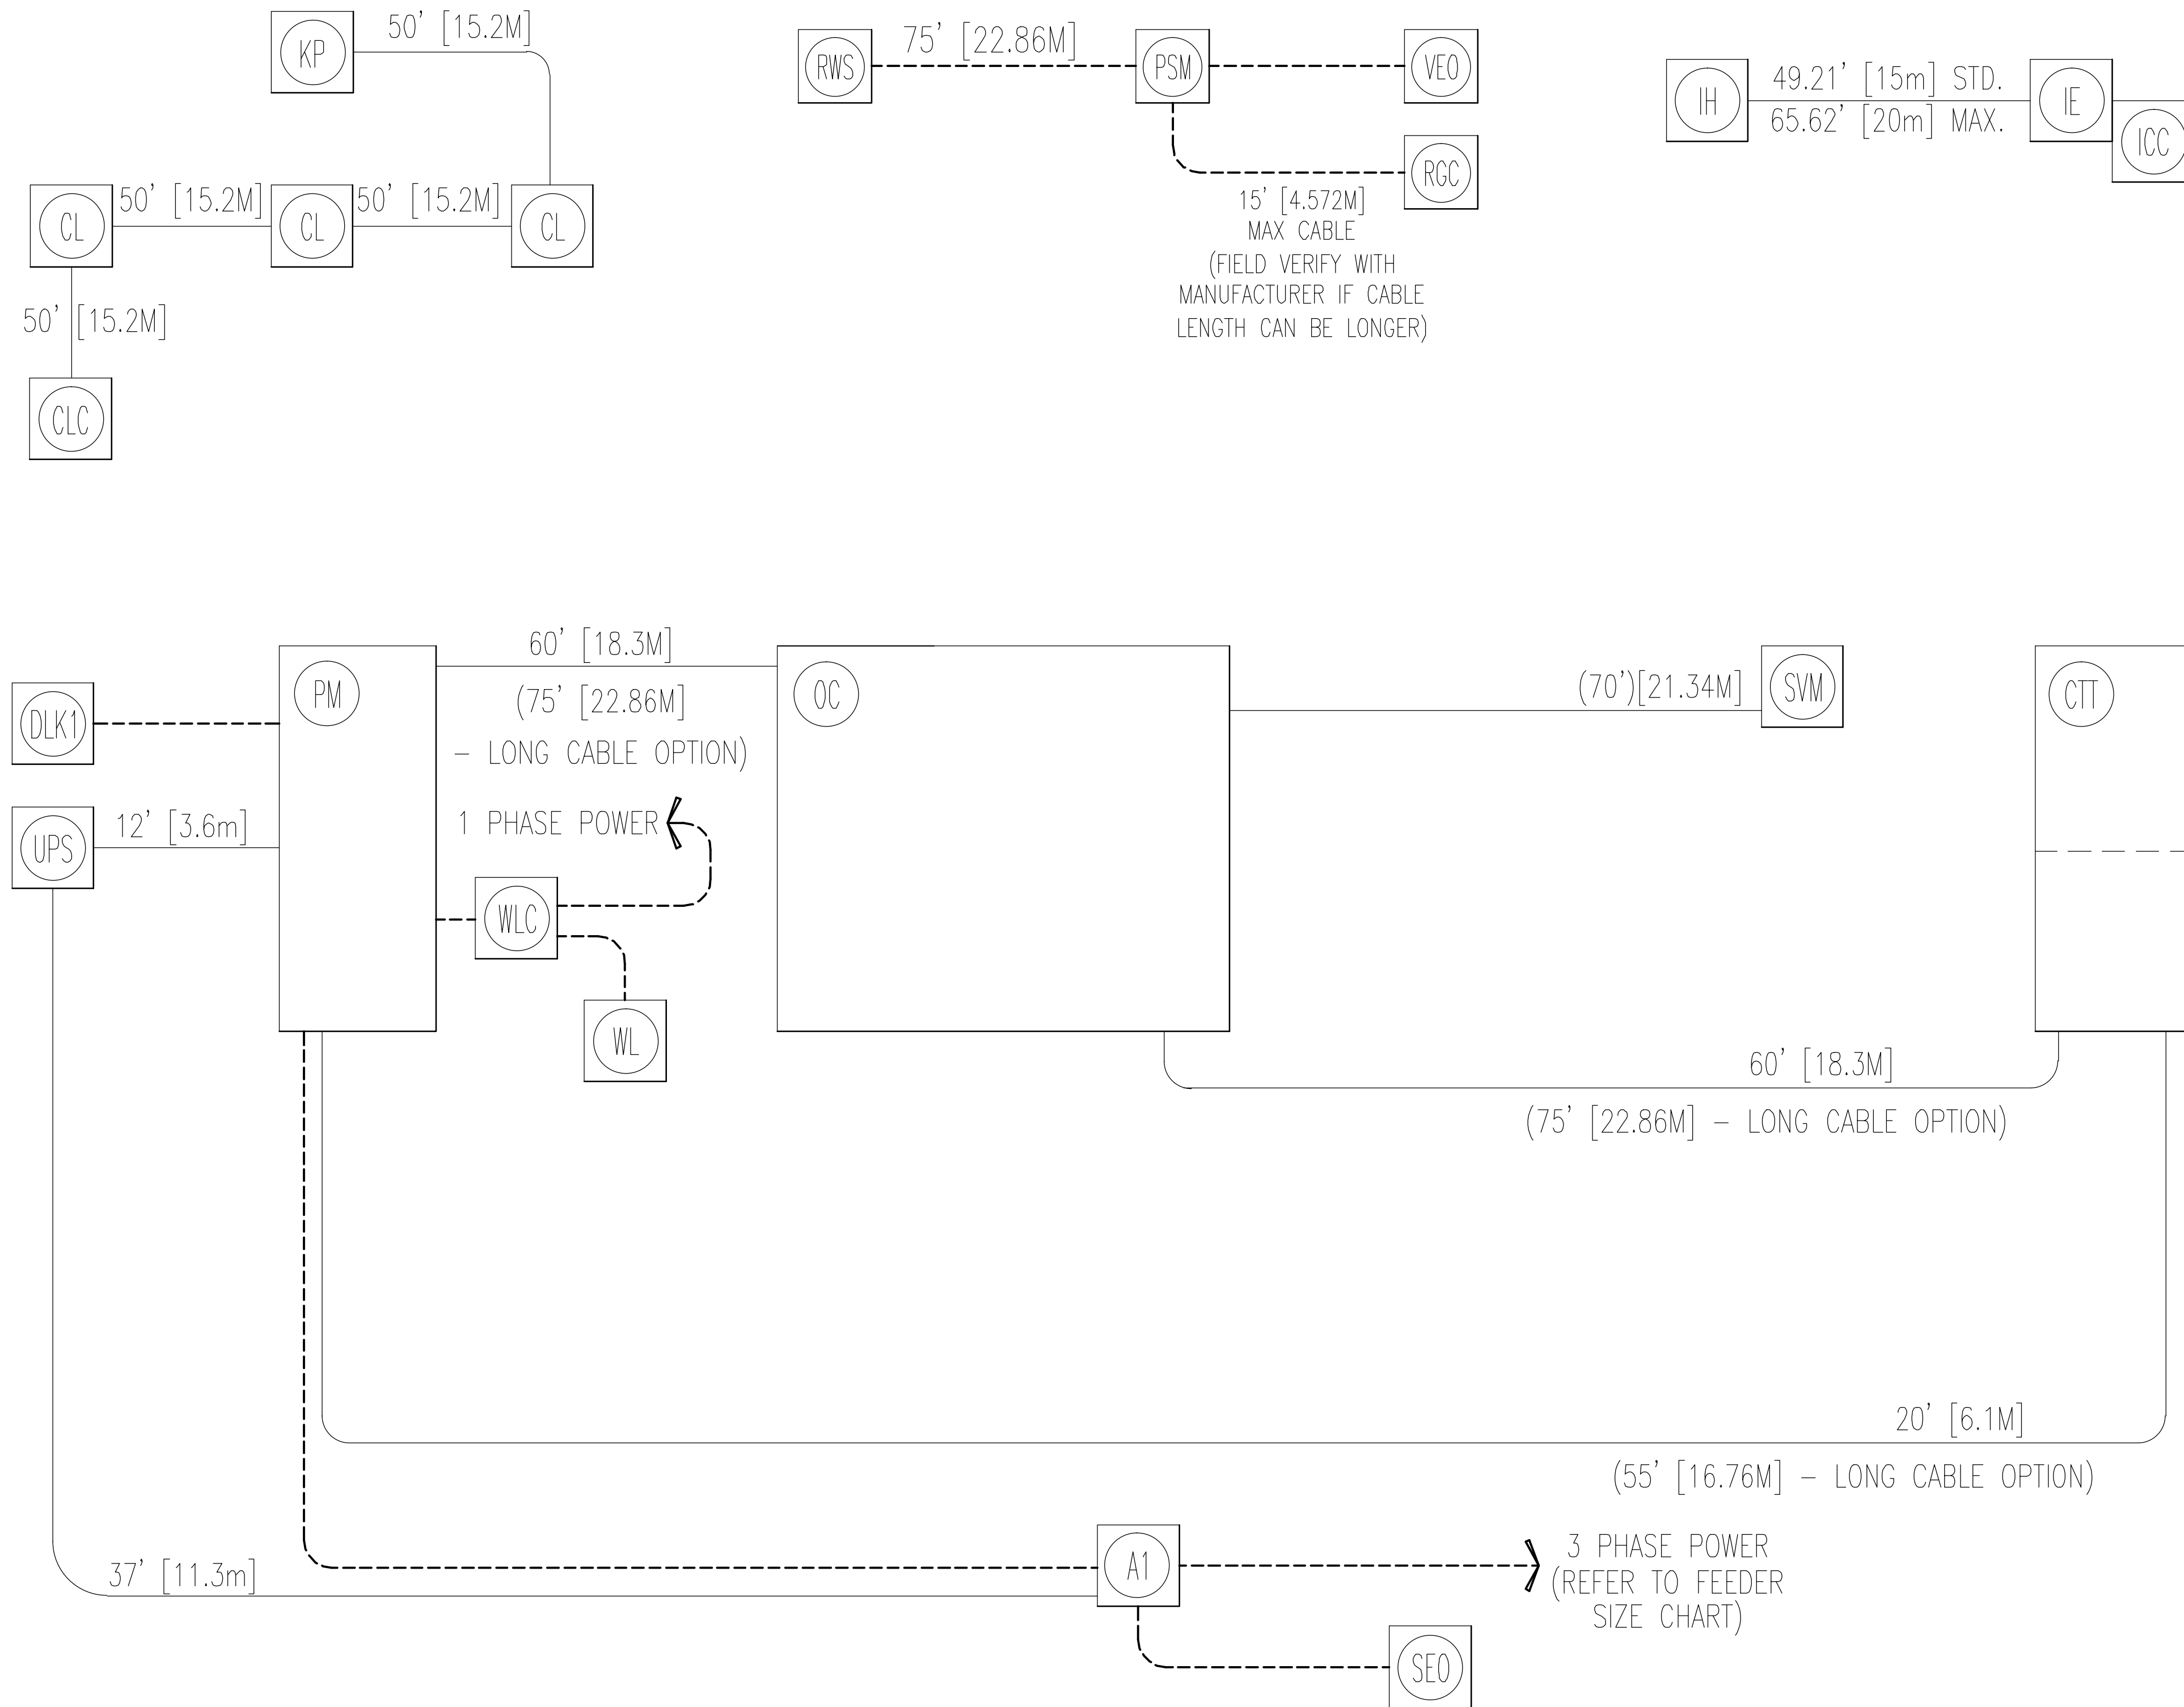 KP
50' [15.2M]
CL
50' [15.2M]
CL
50' [15.2M]
CL
50' [15.2M]
CLC
RWS
75' [22.86M]
PSM
VEO
RGC
15' [4.572M]
MAX CABLE
(FIELD VERIFY WITH
MANUFACTURER IF CABLE
LENGTH CAN BE LONGER)
IH
49.21' [15m] STD.
65.62' [20m] MAX.
IE
ICC
DLK1
PM
60' [18.3M]
(75' [22.86M]
- LONG CABLE OPTION)
OC
(70')[21.34M]
SVM
CTT
UPS
12' [3.6m]
1 PHASE POWER
WLC
WL
60' [18.3M]
(75' [22.86M] - LONG CABLE OPTION)
20' [6.1M]
(55' [16.76M] - LONG CABLE OPTION)
37' [11.3m]
A1
3 PHASE POWER
(REFER TO FEEDER
SIZE CHART)
SEO